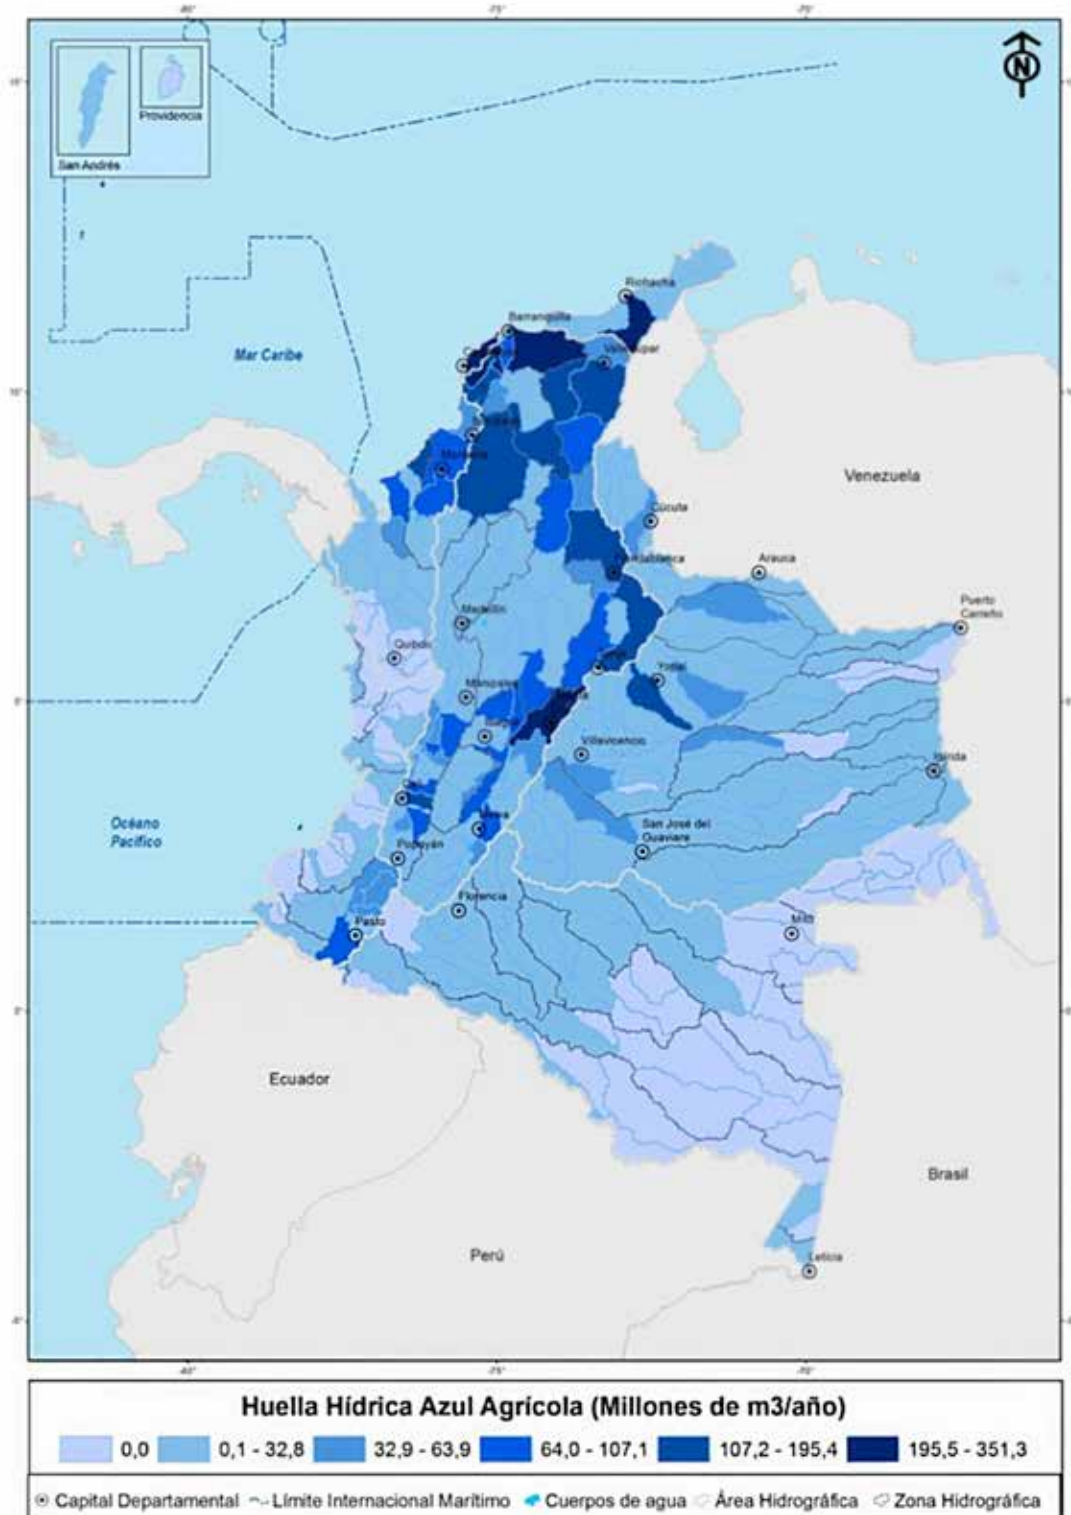 San Andrés
Providencia
N
Riohacha
Barranquilla
Mar Caribe
Valledupar
Montería
Venezuela
Cúcuta
Arauca
Puerto
Carreño
Medellín
Quibdó
Yopal
Manizales
Villavicencio
Inírida
Océano
Pacífico
Neiva
San José del
Guaviare
Popayán
Florencia
Pasto
Mitú
Ecuador
Brasil
Perú
Leticia
Huella Hídrica Azul Agrícola (Millones de m3/año)
0,0 0,1 - 32,8 32,9 - 63,9 64,0 - 107,1 107,2 - 195,4 195,5 - 351,3
Capital Departamental Límite Internacional Marítimo Cuerpos de agua Área Hidrográfica Zona Hidrográfica